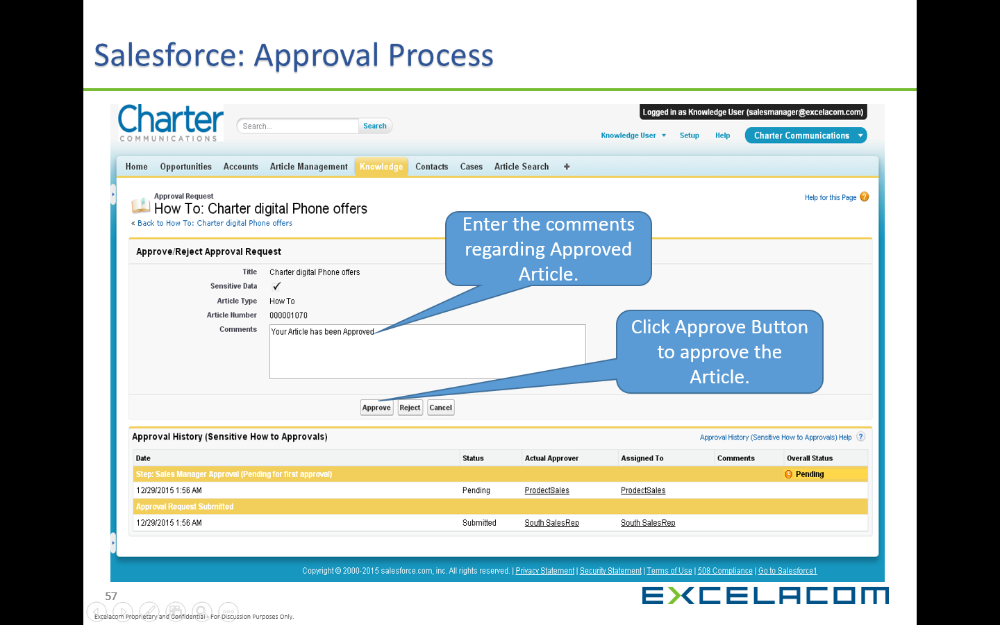 Salesforce: Approval Process
Charter
COMMUNICATIONS
Search...
Search
Logged in as Knowledge User (salesmanager@excelacom.com)
Knowledge User
Setup
Help
Charter Communications
Home
Opportunities
Accounts
Article Management
Knowledge
Contacts
Cases
Article Search
Approval Request
How To: Charter digital Phone offers
« Back to How To: Charter digital Phone offers
Help for this Page
?
Enter the comments
regarding Approved
Article.
Approve/Reject Approval Request
Title Charter digital Phone offers
Sensitive Data ✓
Article Type How To
Article Number 000001070
Comments Your Article has been Approved
Click Approve Button
to approve the
Article.
Approve
Reject
Cancel
Approval History (Sensitive How to Approvals)
Approval History (Sensitive How to Approvals) Help ?
Date Status Actual Approver Assigned To Comments Overall Status
Step: Sales Manager Approval (Pending for first approval) Pending
12/29/2015 1:56 AM Pending ProdectSales ProdectSales
Approval Request Submitted
12/29/2015 1:56 AM Submitted South SalesRep South SalesRep
Copyright © 2000-2015 salesforce.com, inc. All rights reserved. | Privacy Statement | Security Statement | Terms of Use | 508 Compliance | Go to Salesforce1
57
EXCELACOM
Excelacom Proprietary and Confidential - For Discussion Purposes Only.